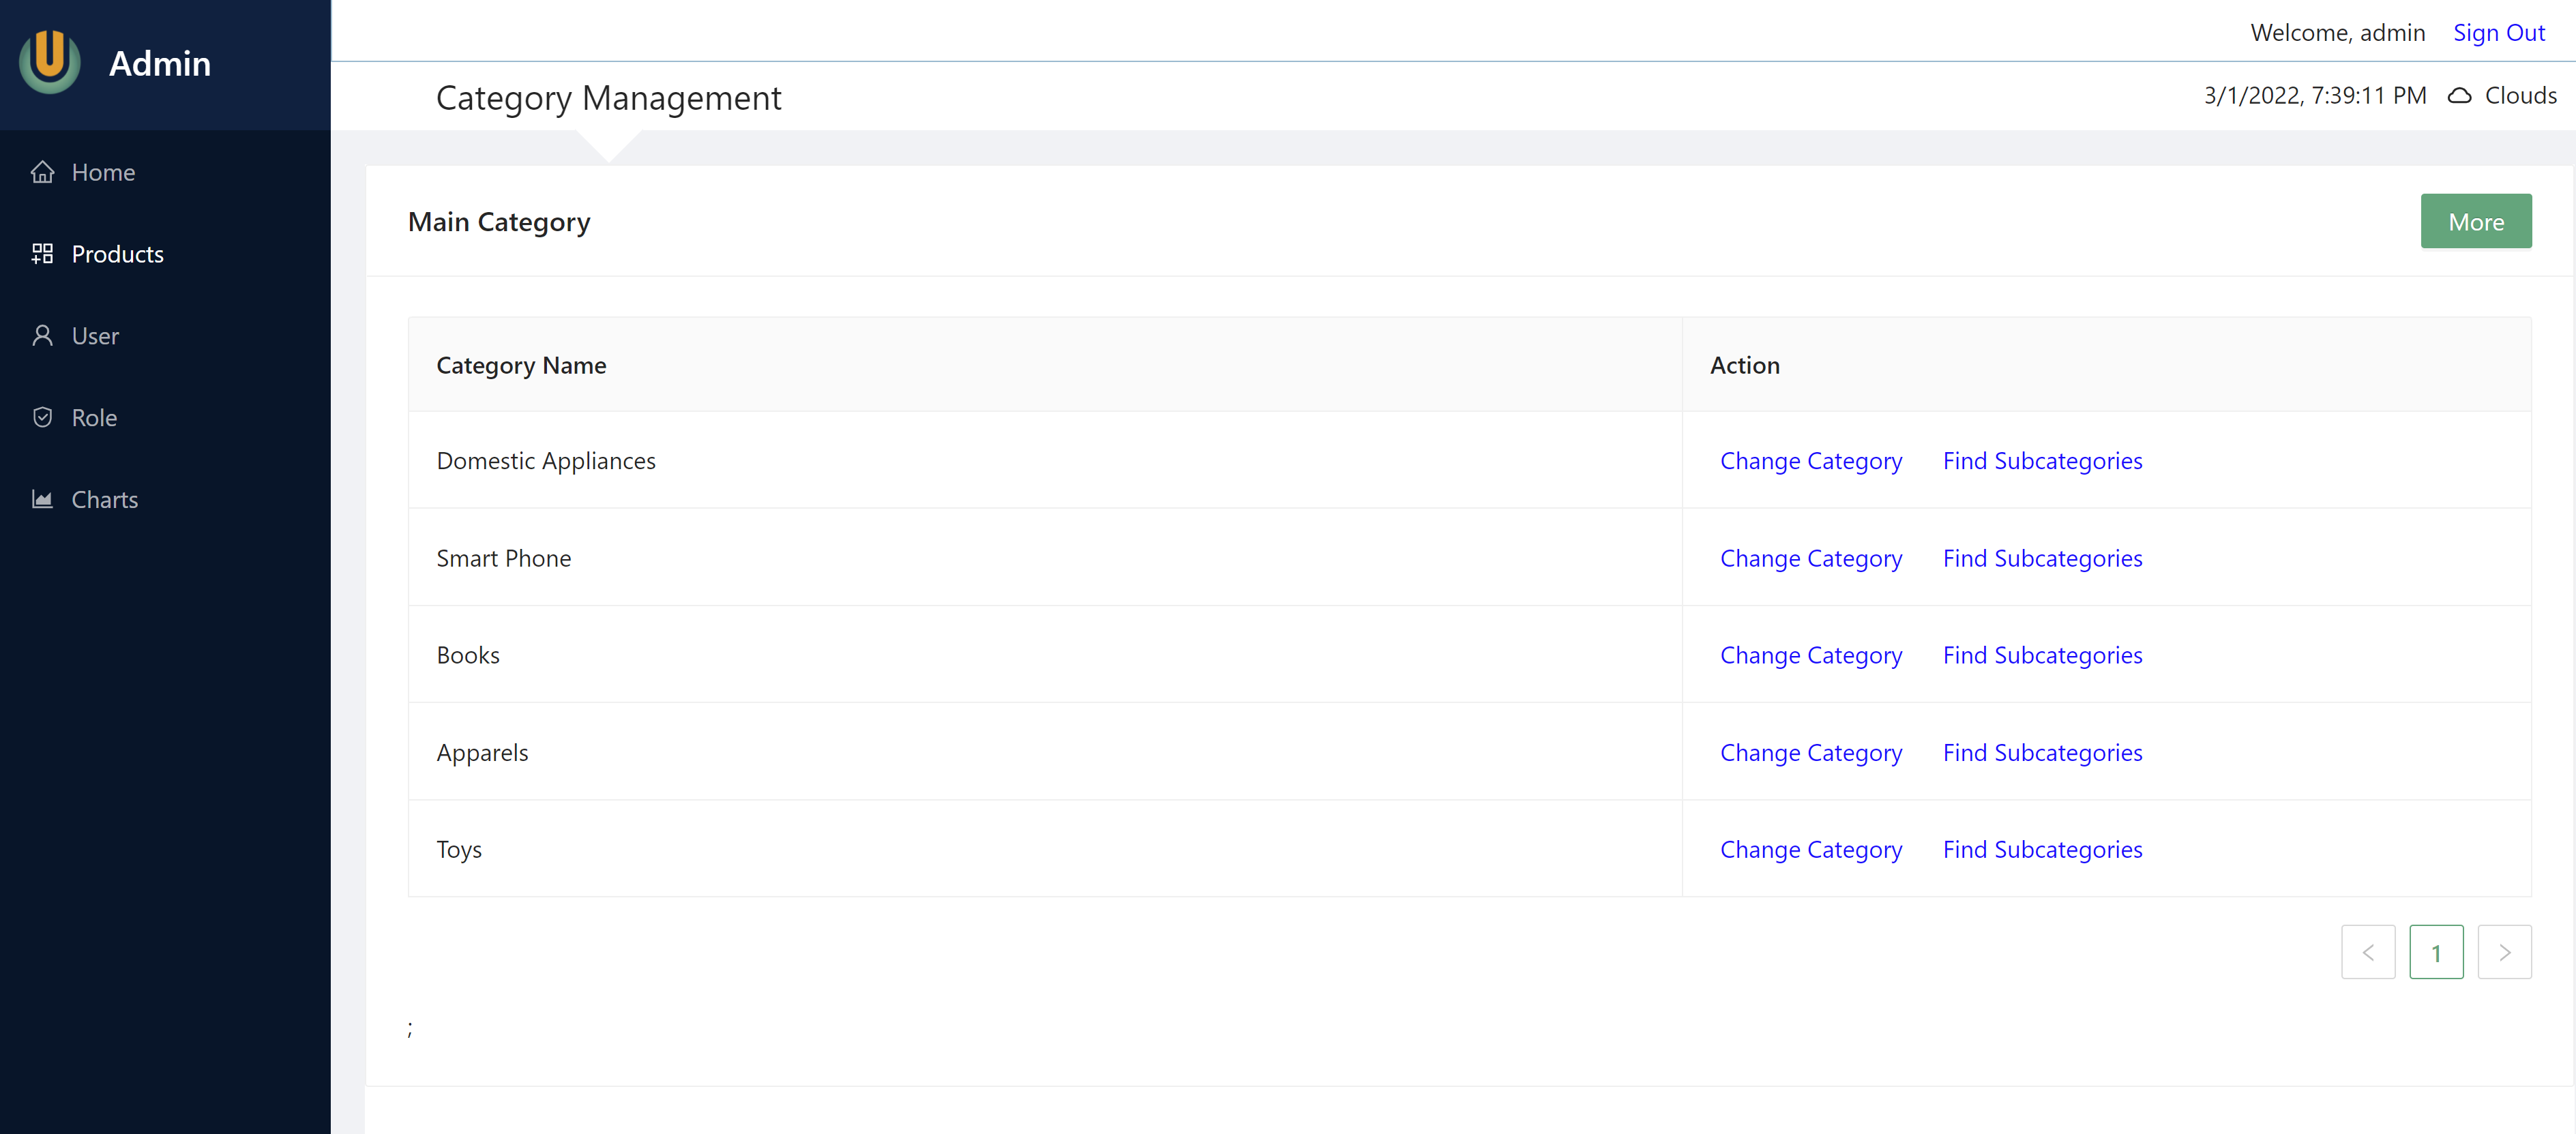 Admin
Welcome, admin Sign Out
Category Management
3/1/2022, 7:39:11 PM Clouds
Home
Products
User
Role
Charts
Main Category
More
Category Name Action
Domestic Appliances Change Category Find Subcategories
Smart Phone Change Category Find Subcategories
Books Change Category Find Subcategories
Apparels Change Category Find Subcategories
Toys Change Category Find Subcategories
< 1 >
;